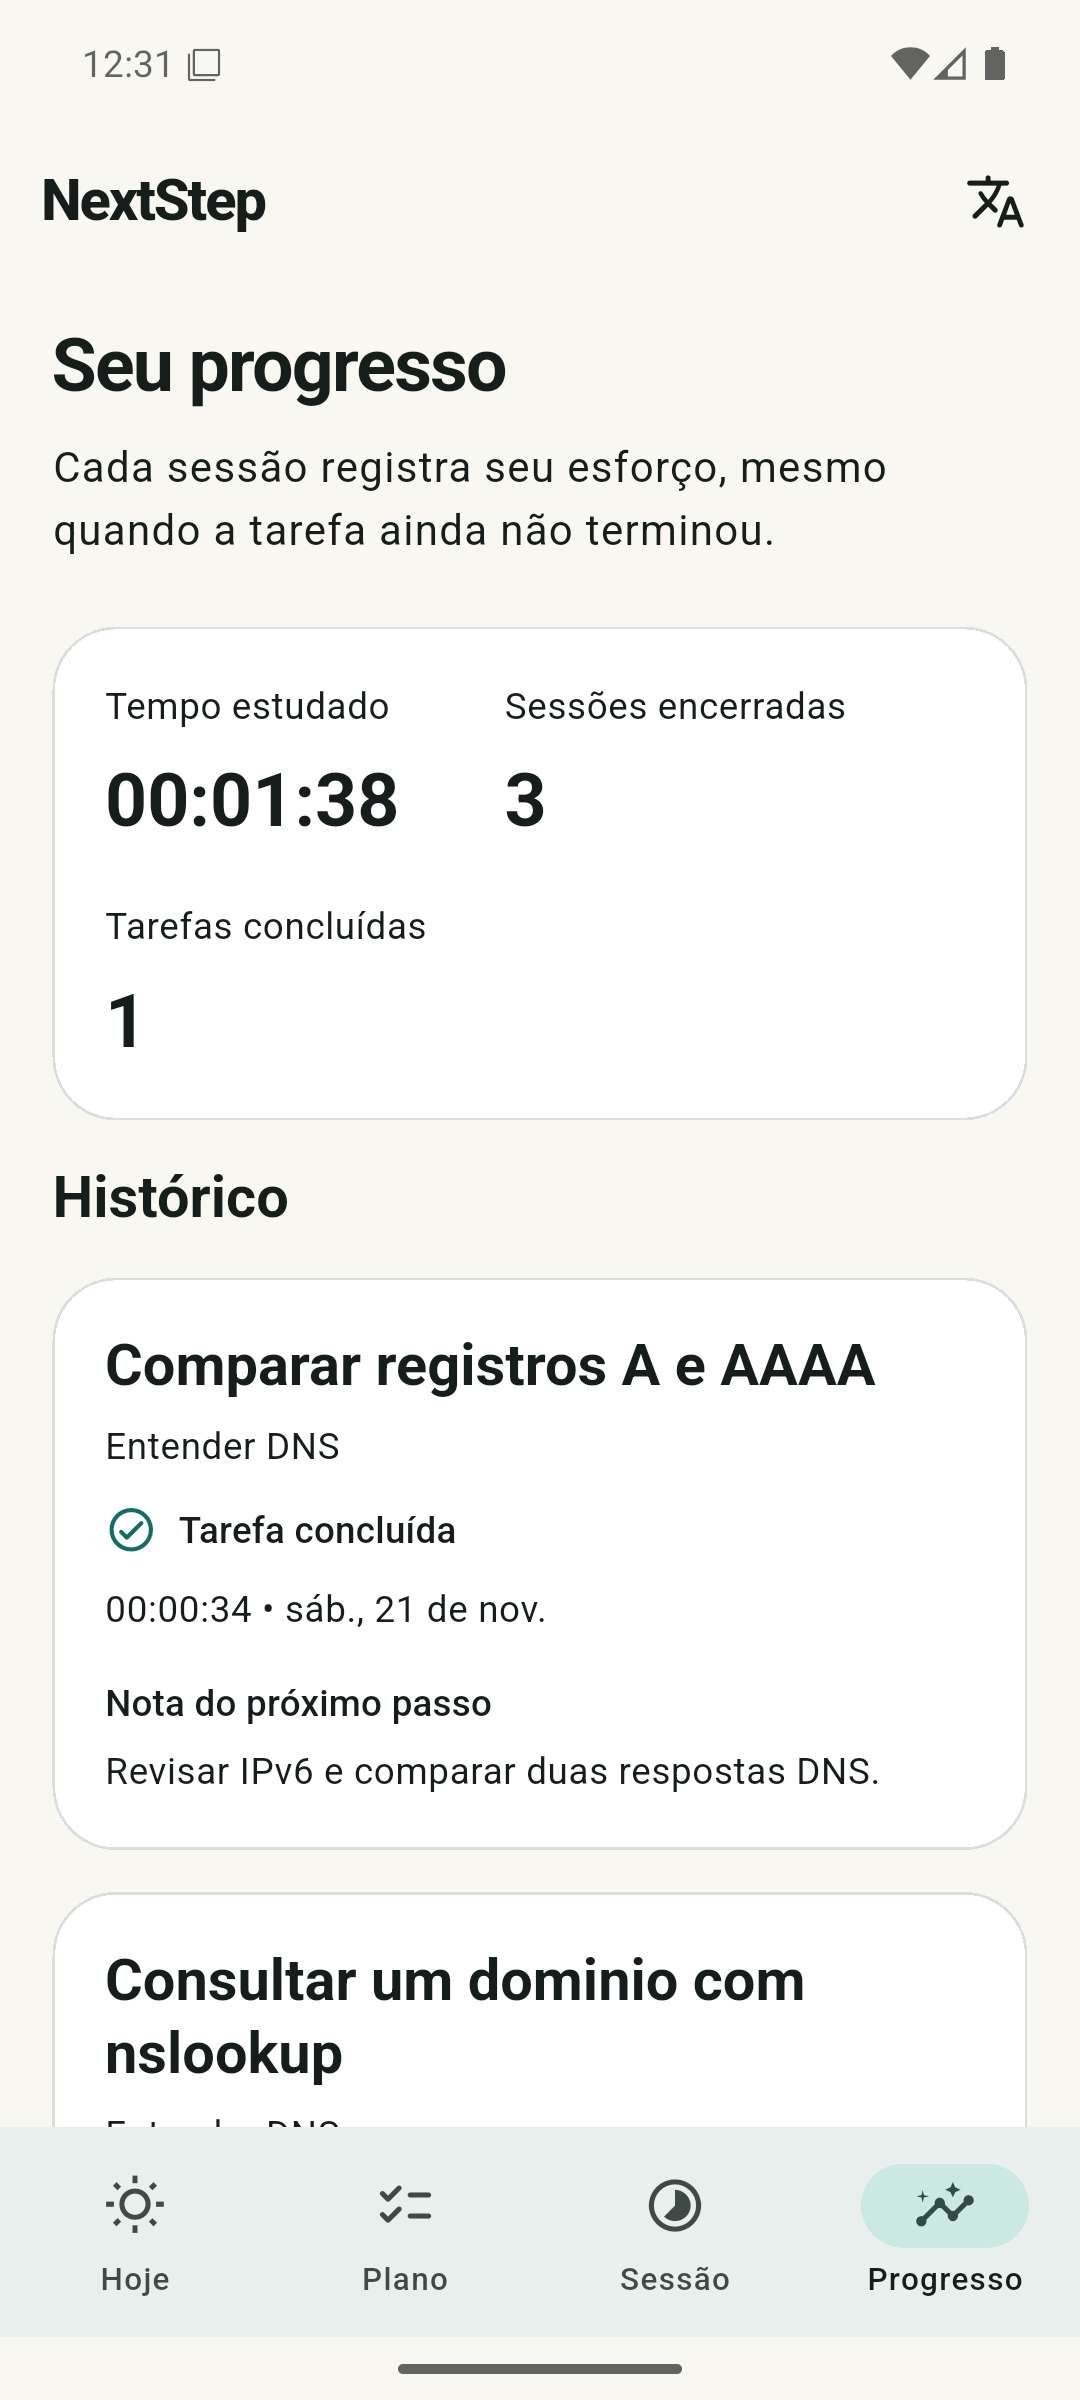 12:31
NextStep
Seu progresso
Cada sessão registra seu esforço, mesmo
quando a tarefa ainda não terminou.
Tempo estudado
00:01:38
Sessões encerradas
3
Tarefas concluídas
1
Histórico
Comparar registros A e AAAA
Entender DNS
Tarefa concluída
00:00:34 • sáb., 21 de nov.
Nota do próximo passo
Revisar IPv6 e comparar duas respostas DNS.
Consultar um dominio com
nslookup
Entender DNS
Hoje
Plano
Sessão
Progresso